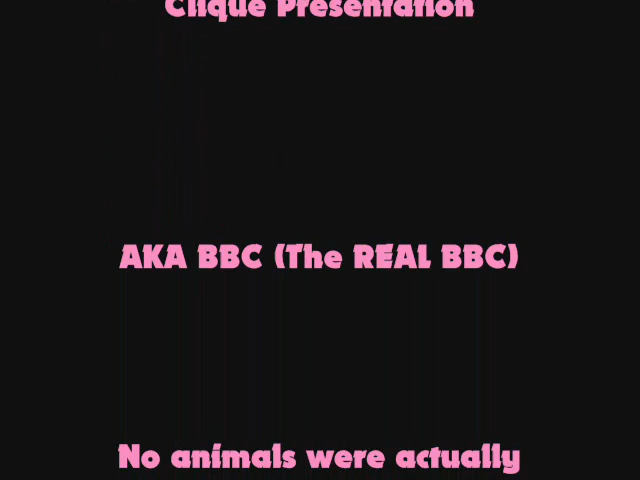 Clique Presentation
AKA BBC (The REAL BBC)
No animals were actually